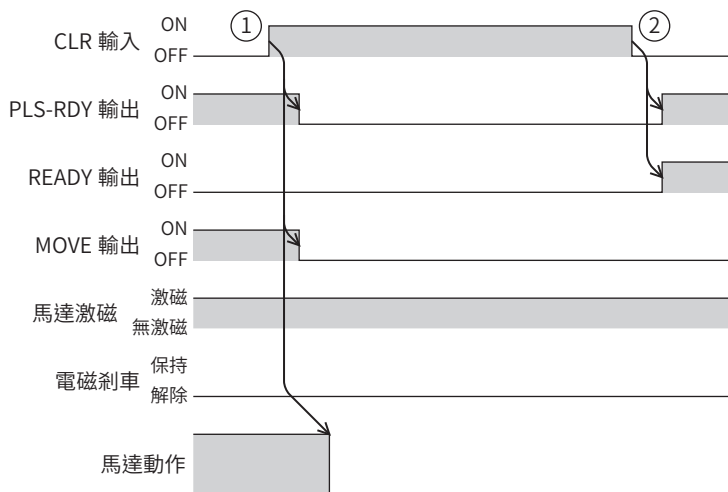 CLR 輸入
ON
OFF
①
②
PLS-RDY 輸出
ON
OFF
READY 輸出
ON
OFF
MOVE 輸出
ON
OFF
馬達激磁
激磁
無激磁
電磁剎車
保持
解除
馬達動作